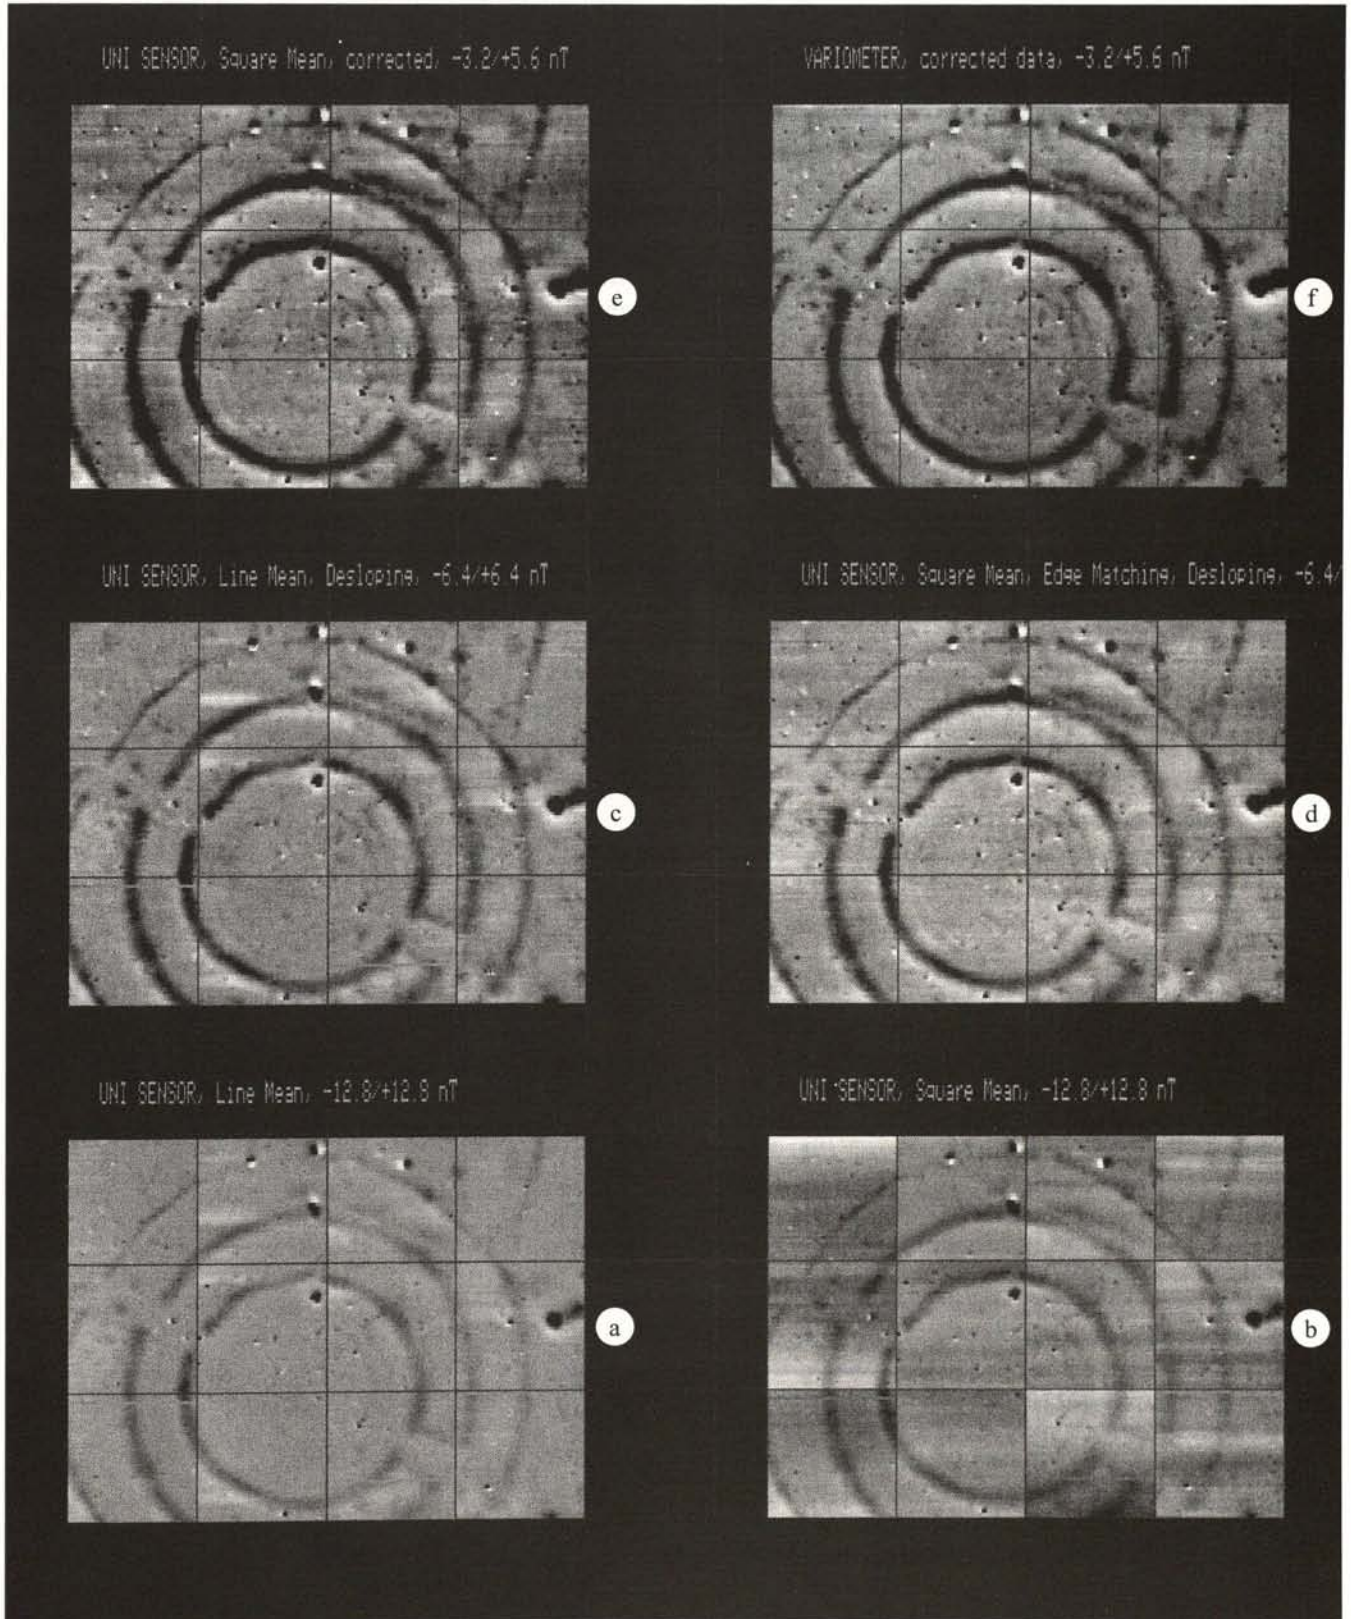 UNI SENSOR, Square Mean, corrected, -3.2/+5.6 nT
VARIOMETER, corrected data, -3.2/+5.6 nT
e
f
UNI SENSOR, Line Mean, Desloping, -6.4/+6.4 nT
UNI SENSOR, Square Mean, Edge Matching, Desloping, -6.4/
c
d
UNI SENSOR, Line Mean, -12.8/+12.8 nT
UNI SENSOR, Square Mean, -12.8/+12.8 nT
a
b